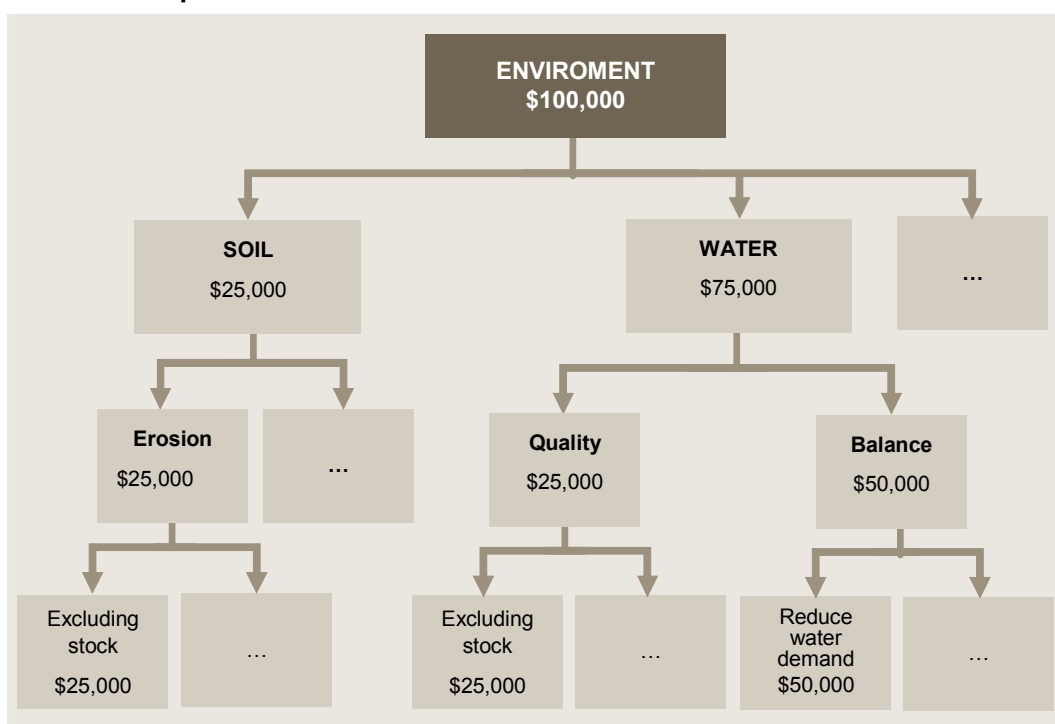 ENVIROMENT
$100,000
SOIL
$25,000
WATER
$75,000
...
Erosion
$25,000
...
Quality
$25,000
Balance
$50,000
Excluding
stock
$25,000
...
Excluding
stock
$25,000
...
Reduce
water
demand
$50,000
...